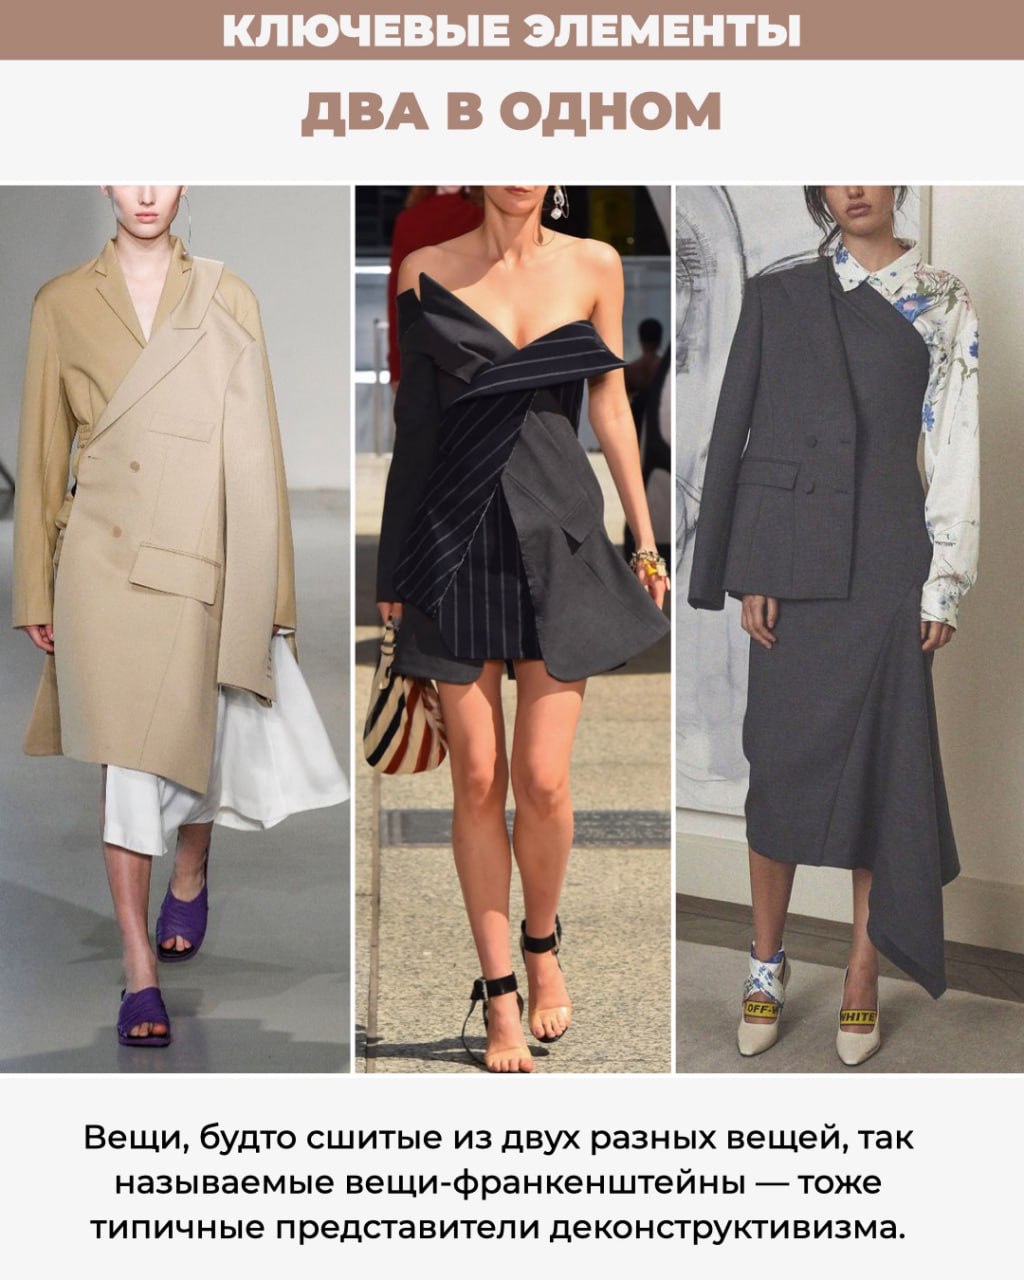 КЛЮЧЕВЫЕ ЭЛЕМЕНТЫ
ДВА В ОДНОМ
OFF-W
WHITE
Вещи, будто сшитые из двух разных вещей, так
называемые вещи-франкенштейны — тоже
типичные представители деконструктивизма.